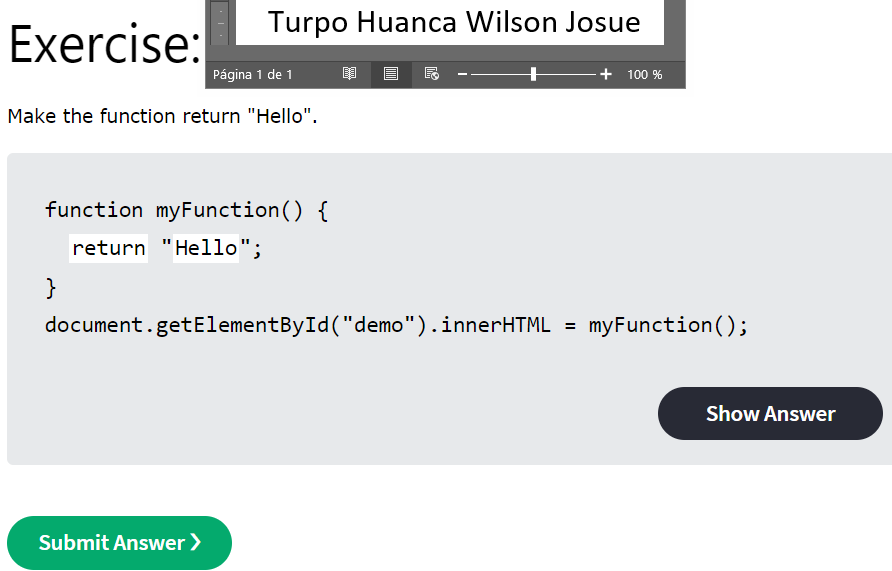 Turpo Huanca Wilson Josue
Exercise:
Página 1 de 1 100 %
Make the function return "Hello".
function myFunction() {
return "Hello";
}
document.getElementById("demo").innerHTML = myFunction();
Show Answer
Submit Answer ❯